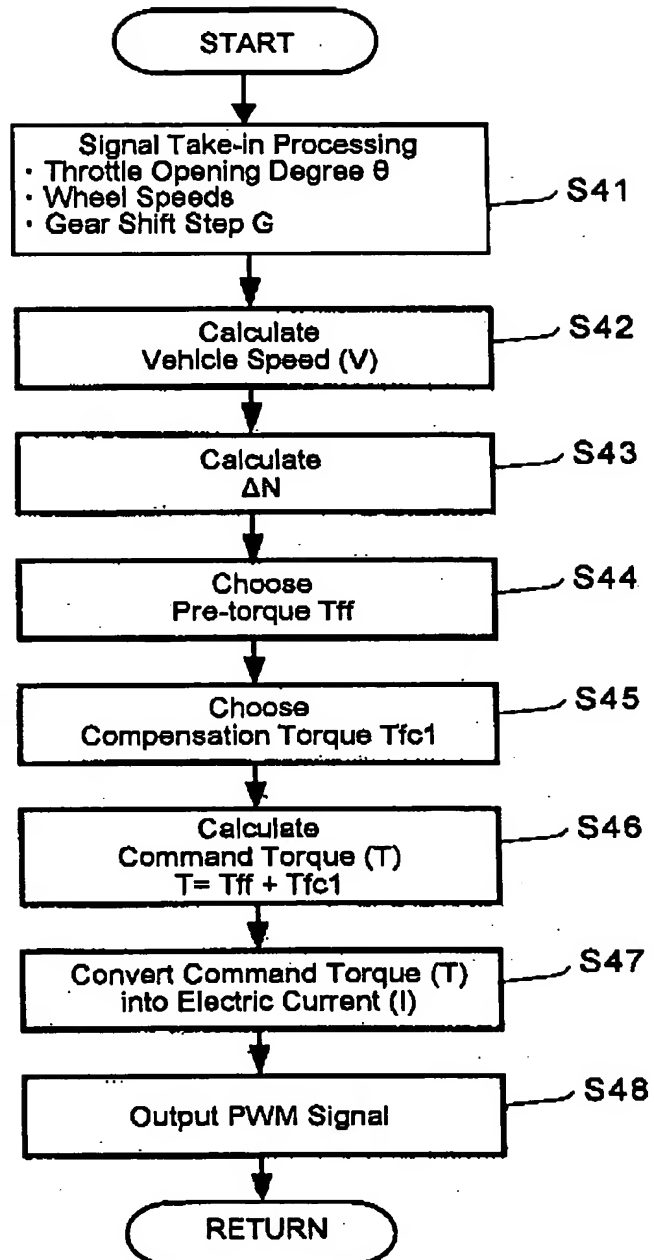 START
Signal Take-in Processing
· Throttle Opening Degree θ
· Wheel Speeds
· Gear Shift Step G
S41
Calculate
Vehicle Speed (V)
S42
Calculate
ΔN
S43
Choose
Pre-torque Tff
S44
Choose
Compensation Torque Tfc1
S45
Calculate
Command Torque (T)
T= Tff + Tfc1
S46
Convert Command Torque (T)
into Electric Current (I)
S47
Output PWM Signal
S48
RETURN